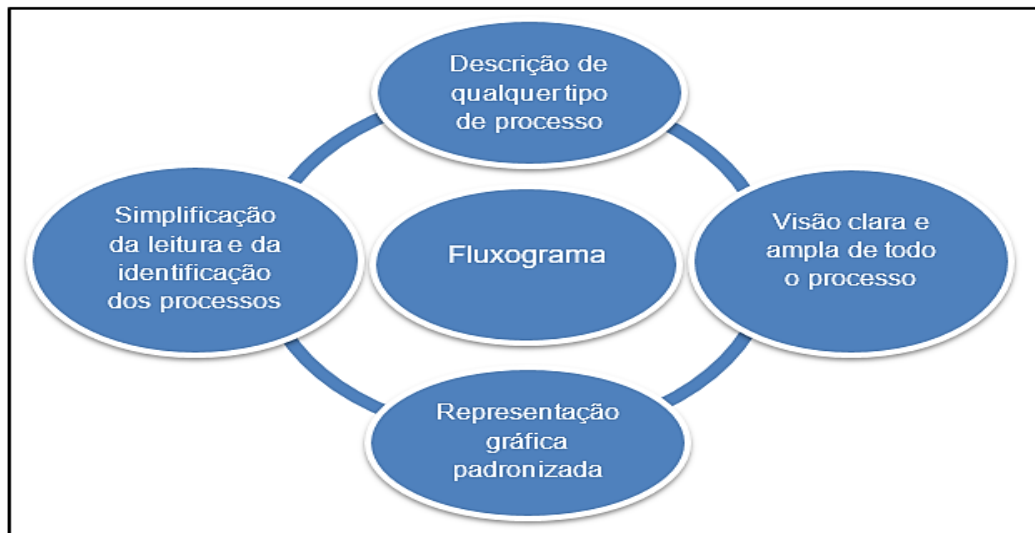 Descrição de
qualquer tipo
de processo
Simplificação
da leitura e da
identificação
dos processos
Fluxograma
Visão clara e
ampla de todo
o processo
Representação
gráfica
padronizada